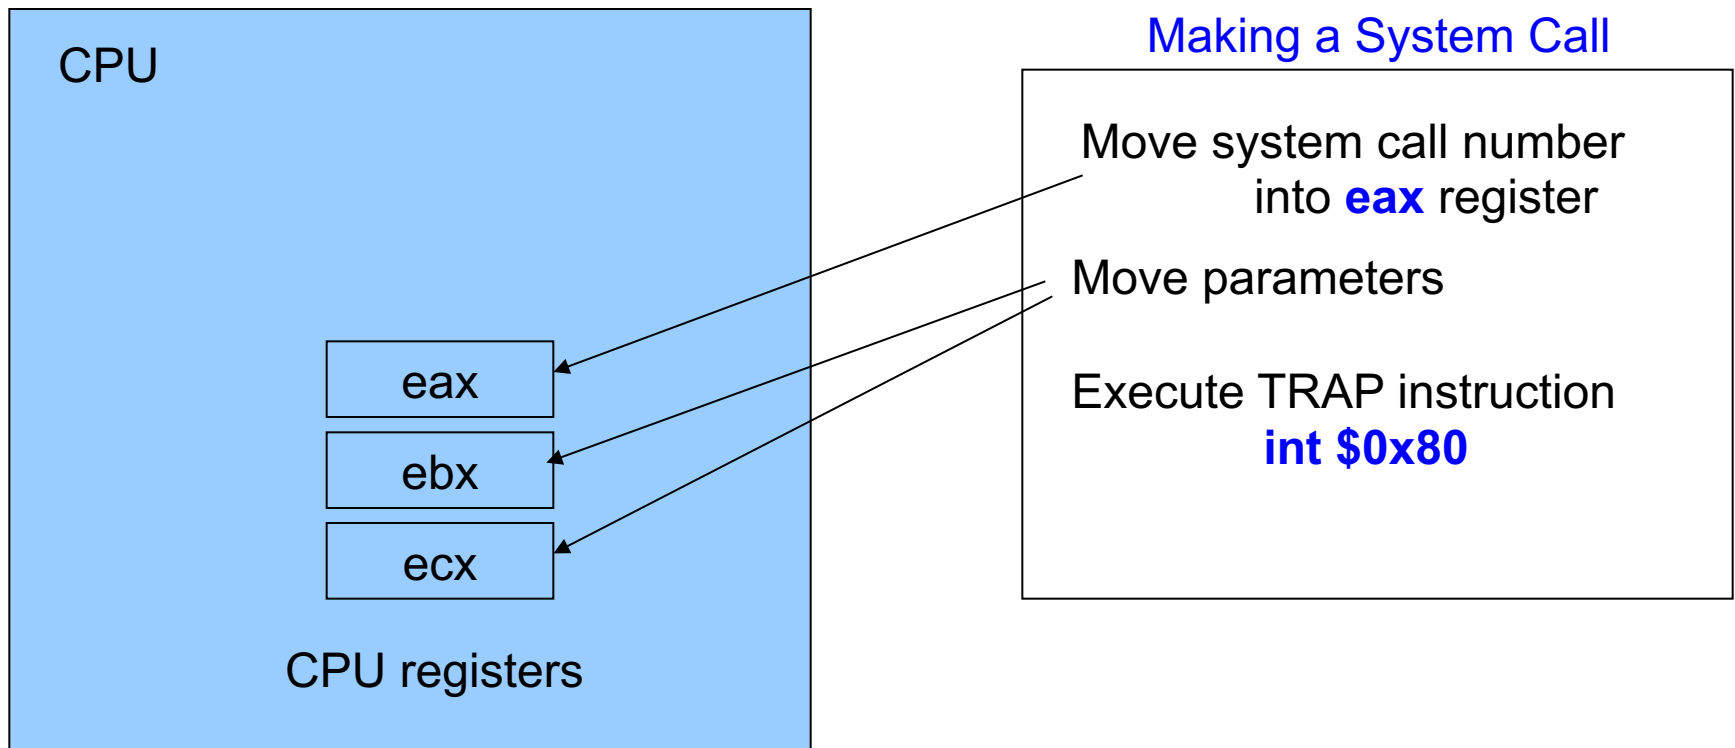 CPU
eax
ebx
ecx
CPU registers
Making a System Call
Move system call number
into eax register
Move parameters
Execute TRAP instruction
int $0x80